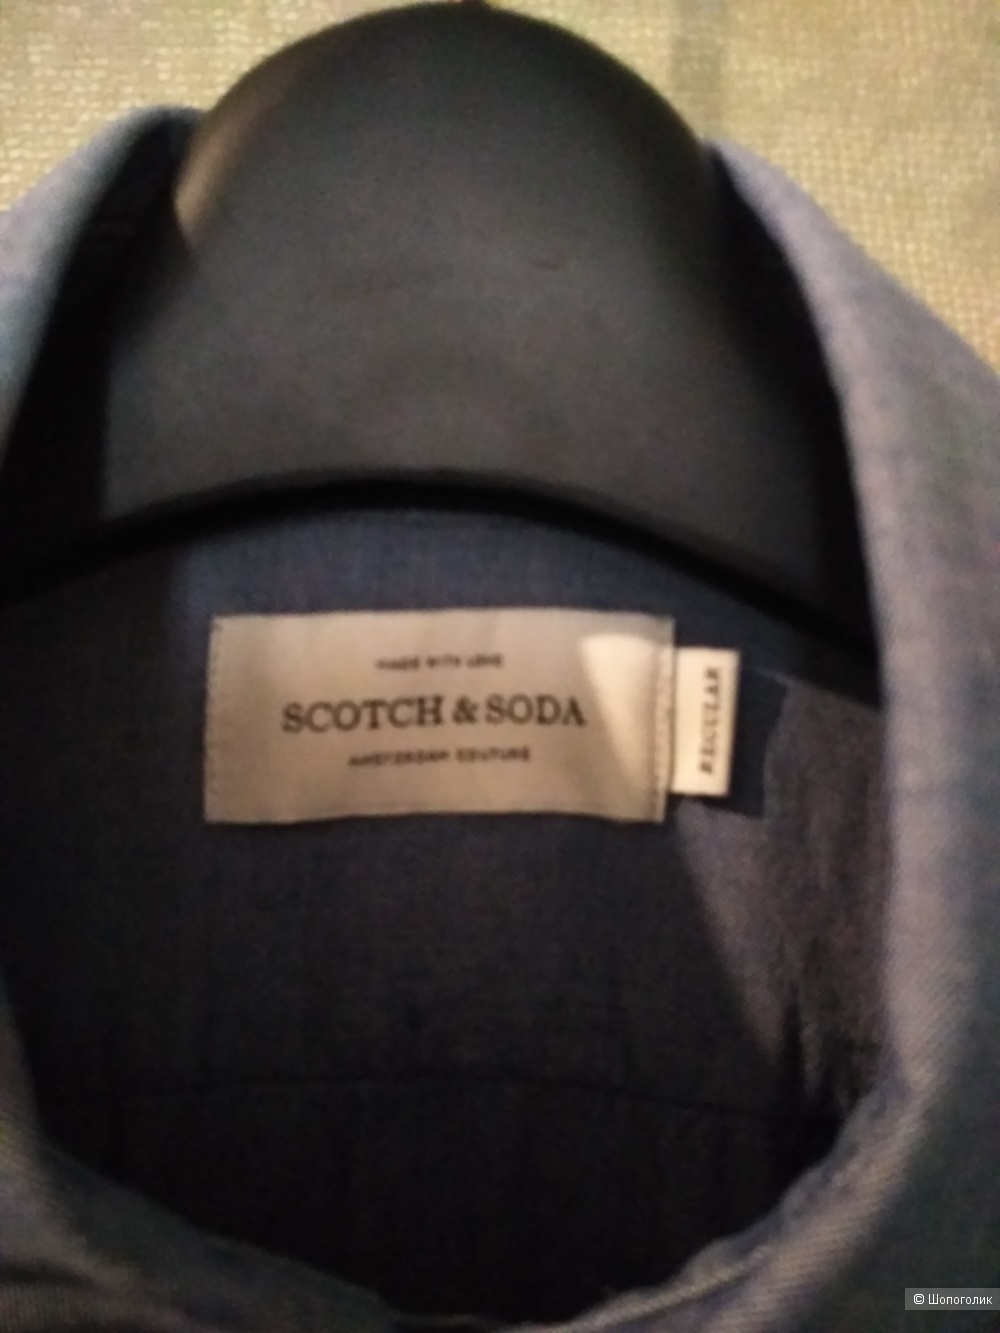 MADE WITH LOVE
SCOTCH & SODA
AMSTERDAM COUTURE
REGULAR
© Шопоголик